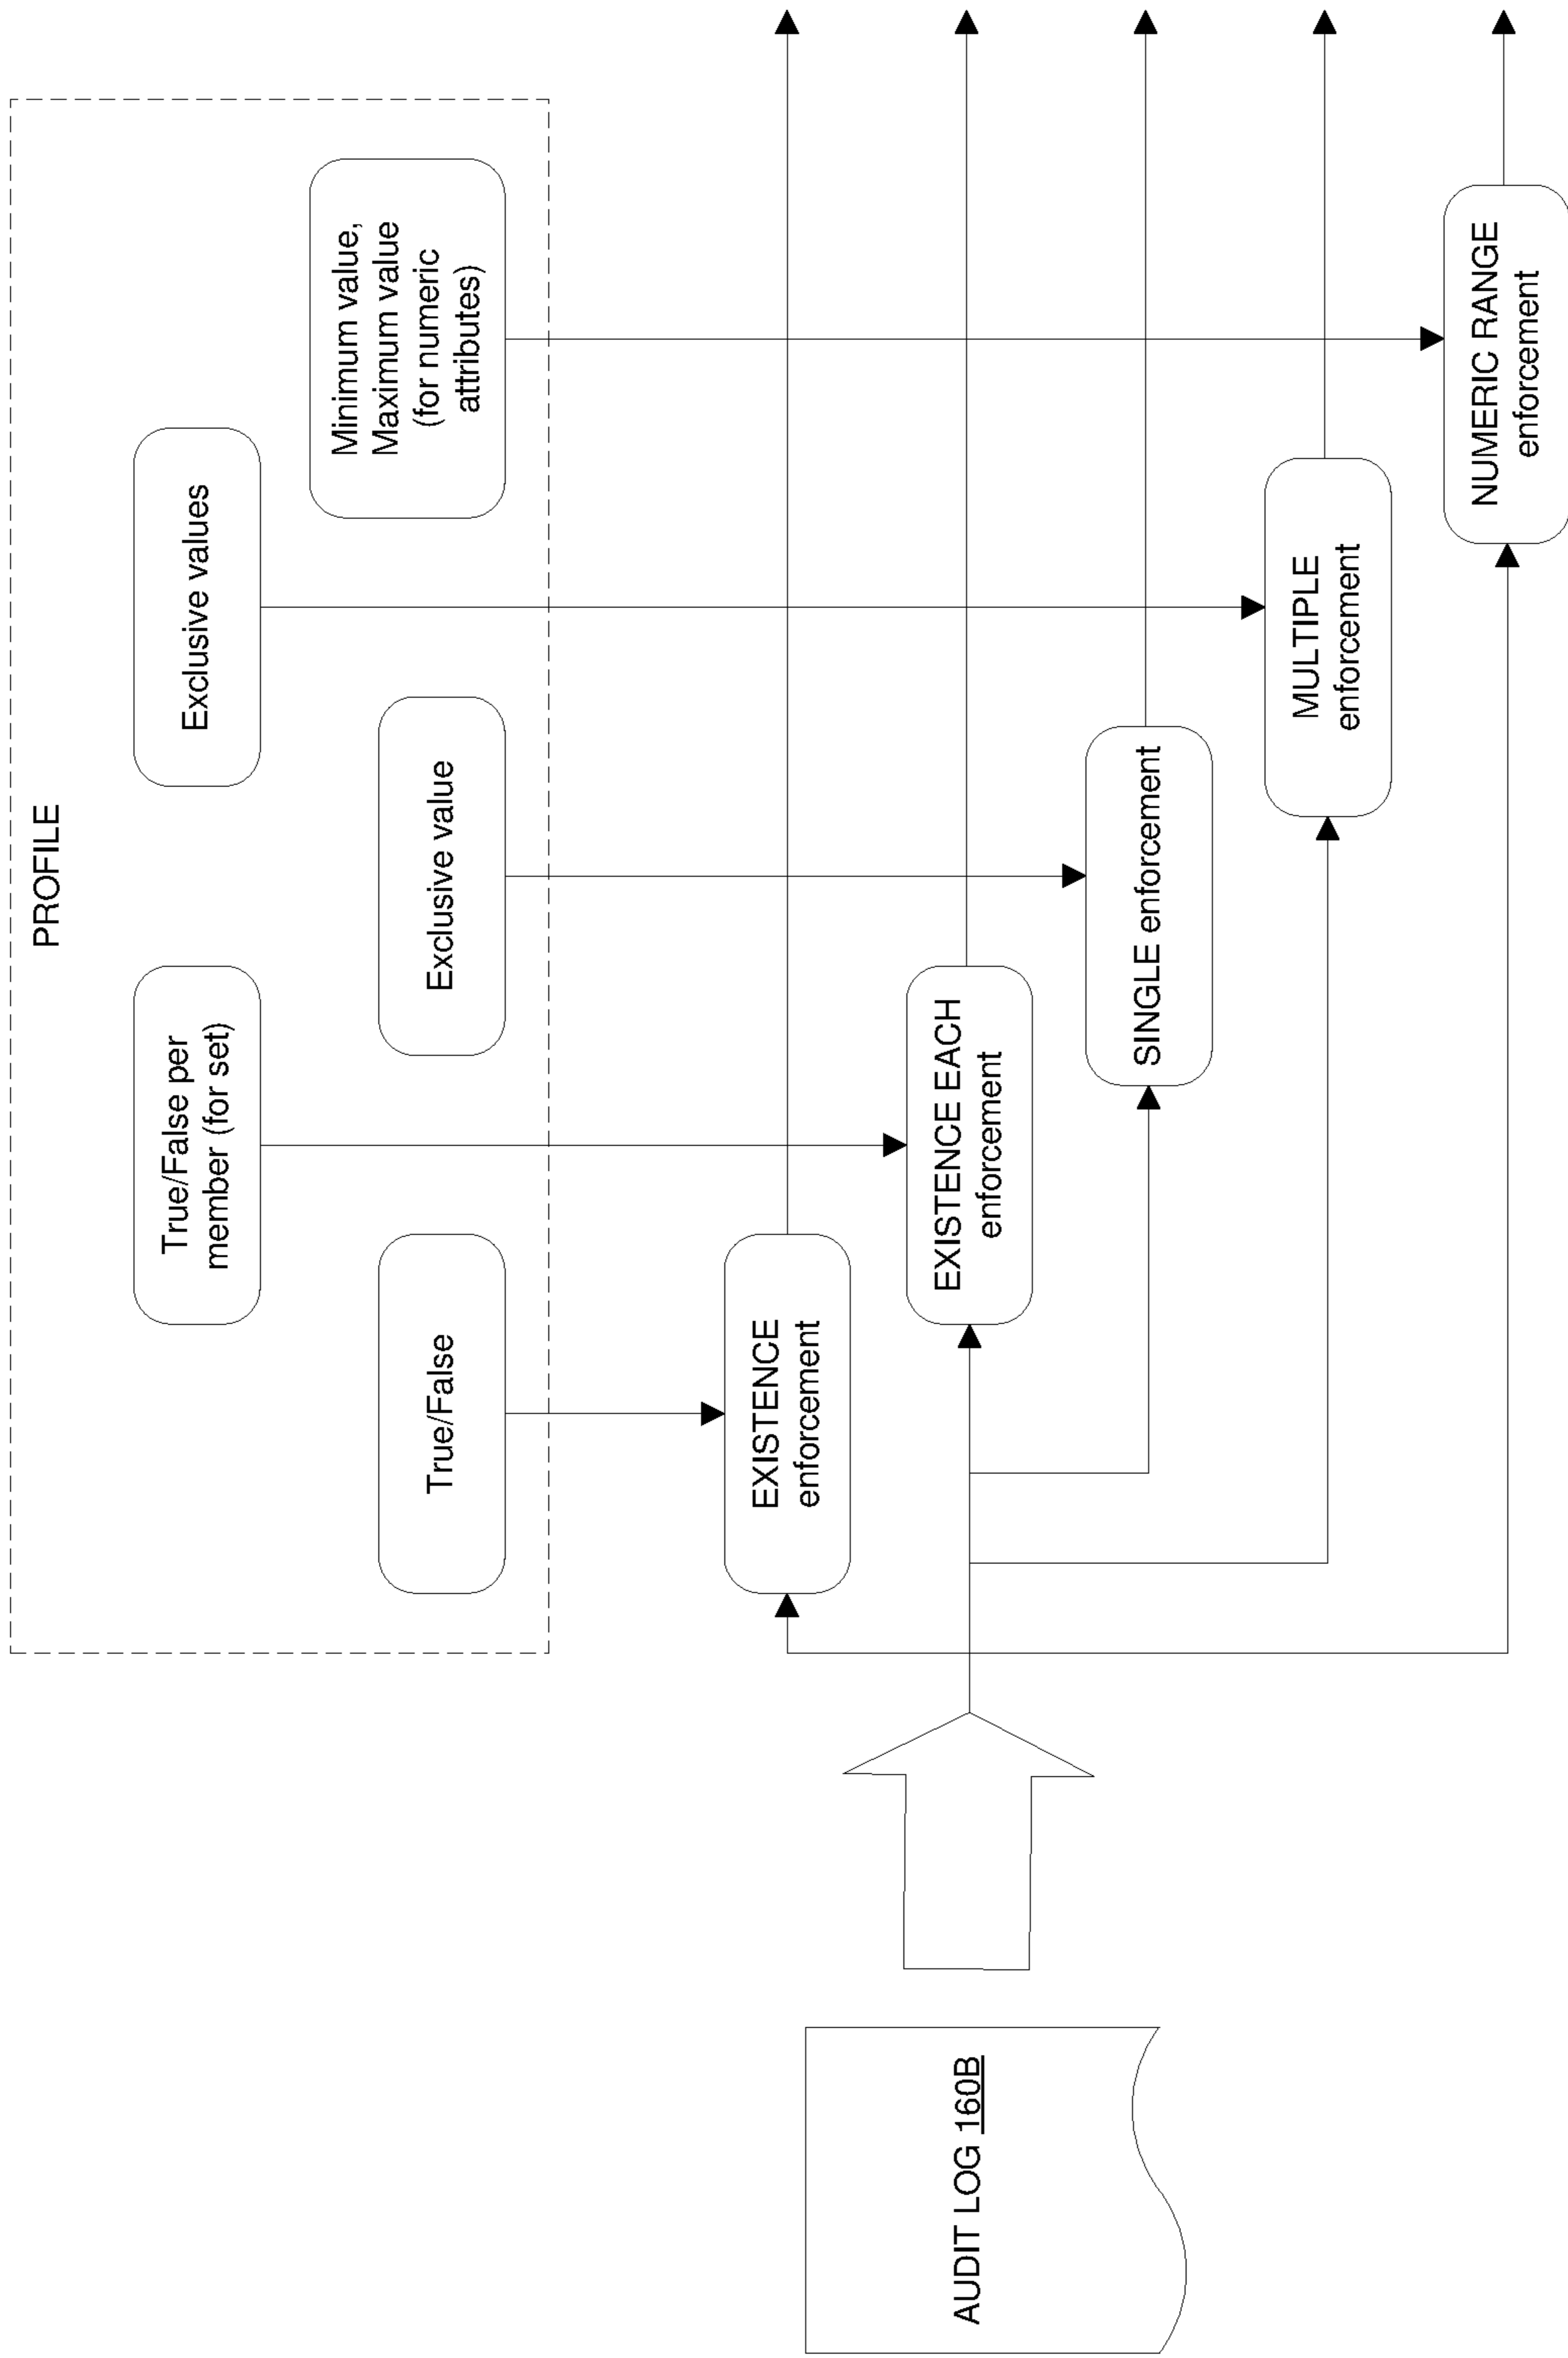 PROFILE
True/False per
member (for set)
Exclusive values
True/False
Exclusive value
Minimum value,
Maximum value
(for numeric
attributes)
EXISTENCE
enforcement
EXISTENCE EACH
enforcement
SINGLE enforcement
MULTIPLE
enforcement
NUMERIC RANGE
enforcement
AUDIT LOG 160B